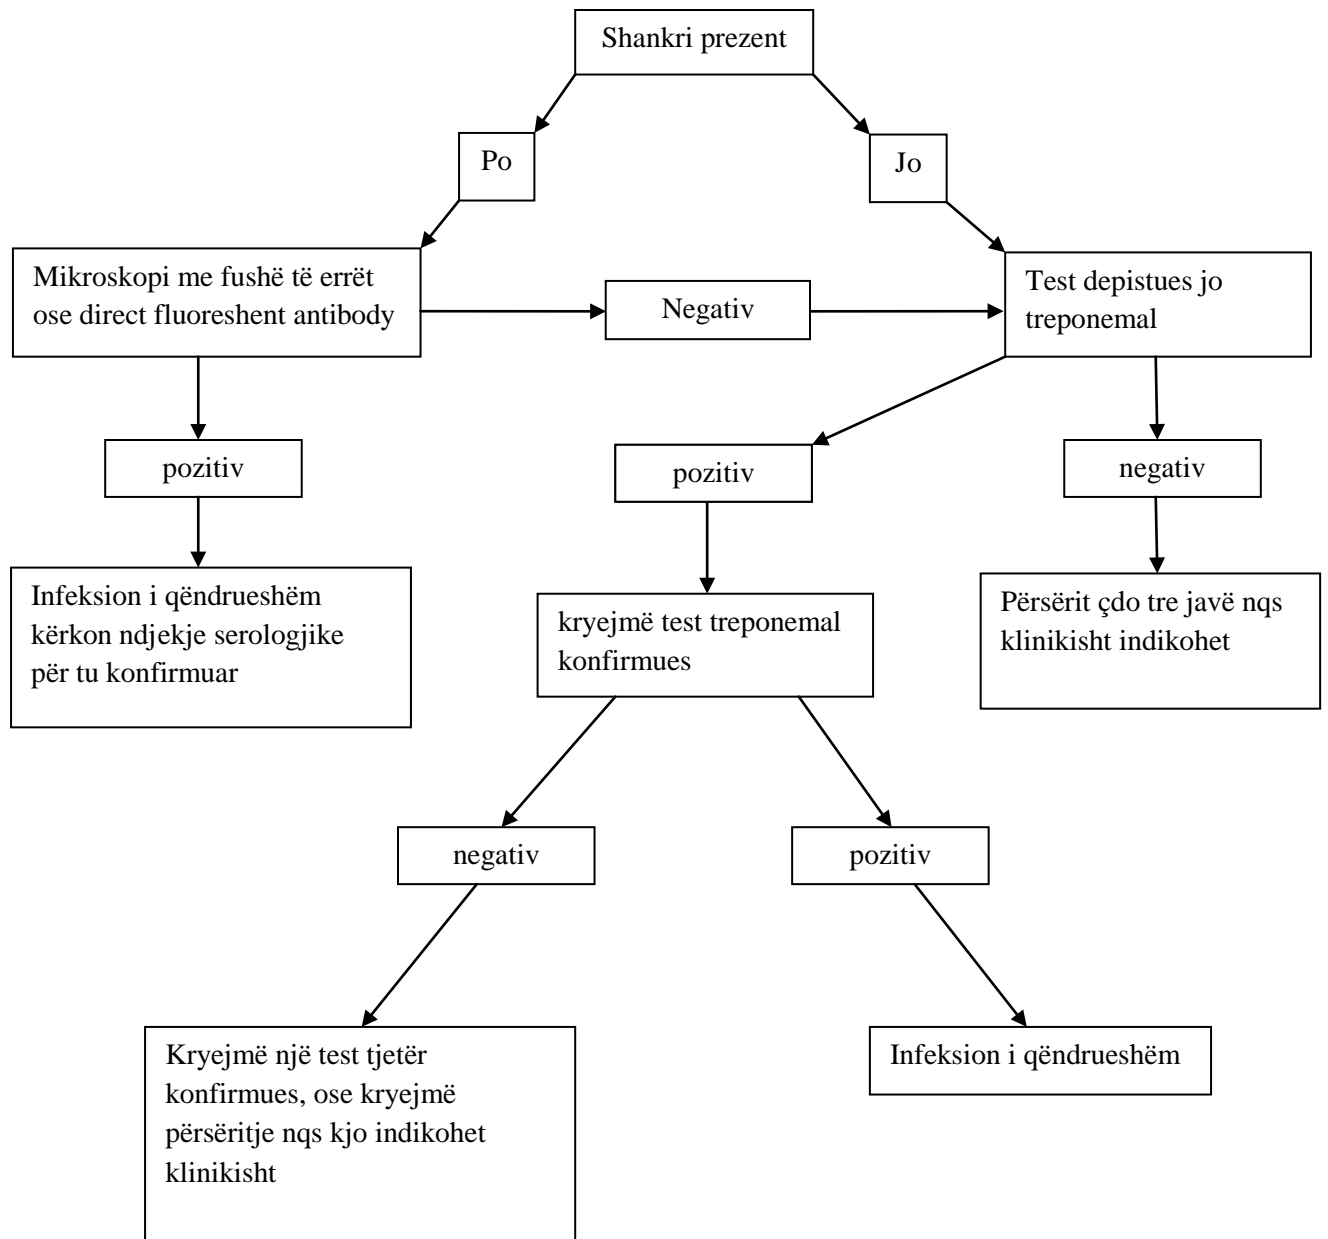 Shankri prezent
Po
Jo
Mikroskopi me fushë të errët
ose direct fluoreshent antibody
Negativ
Test depistues jo
treponemal
pozitiv
pozitiv
negativ
Infeksion i qëndrueshëm
kërkon ndjekje serologjike
për tu konfirmuar
kryejmë test treponemal
konfirmues
Përsërit çdo tre javë nqs
klinikisht indikohet
negativ
pozitiv
Kryejmë një test tjetër
konfirmues, ose kryejmë
përsëritje nqs kjo indikohet
klinikisht
Infeksion i qëndrueshëm